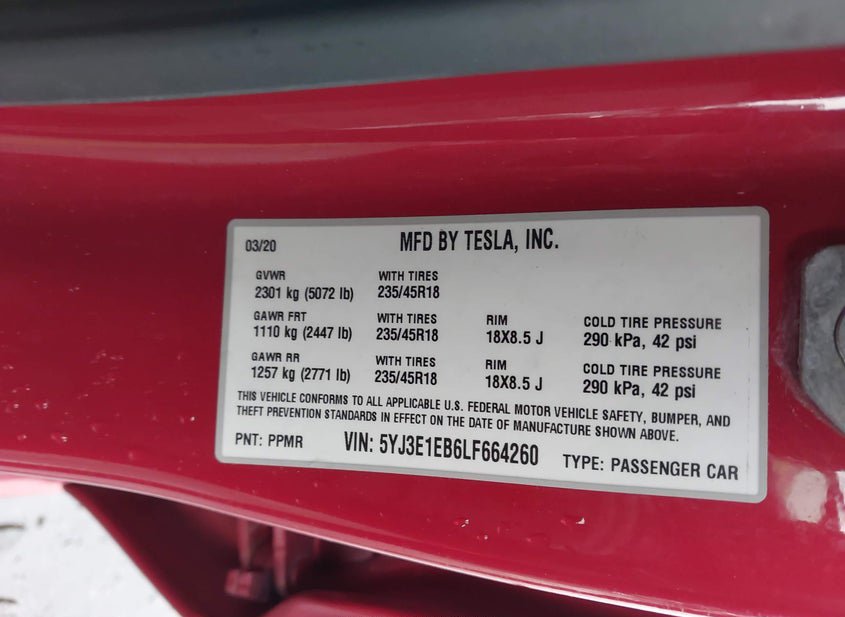 03/20 MFD BY TESLA, INC.
GVWR WITH TIRES
2301 kg (5072 lb) 235/45R18
GAWR FRT WITH TIRES RIM COLD TIRE PRESSURE
1110 kg (2447 lb) 235/45R18 18X8.5 J 290 kPa, 42 psi
GAWR RR WITH TIRES RIM COLD TIRE PRESSURE
1257 kg (2771 lb) 235/45R18 18X8.5 J 290 kPa, 42 psi
THIS VEHICLE CONFORMS TO ALL APPLICABLE U.S. FEDERAL MOTOR VEHICLE SAFETY, BUMPER, AND
THEFT PREVENTION STANDARDS IN EFFECT ON THE DATE OF MANUFACTURE SHOWN ABOVE.
PNT: PPMR VIN: 5YJ3E1EB6LF664260 TYPE: PASSENGER CAR